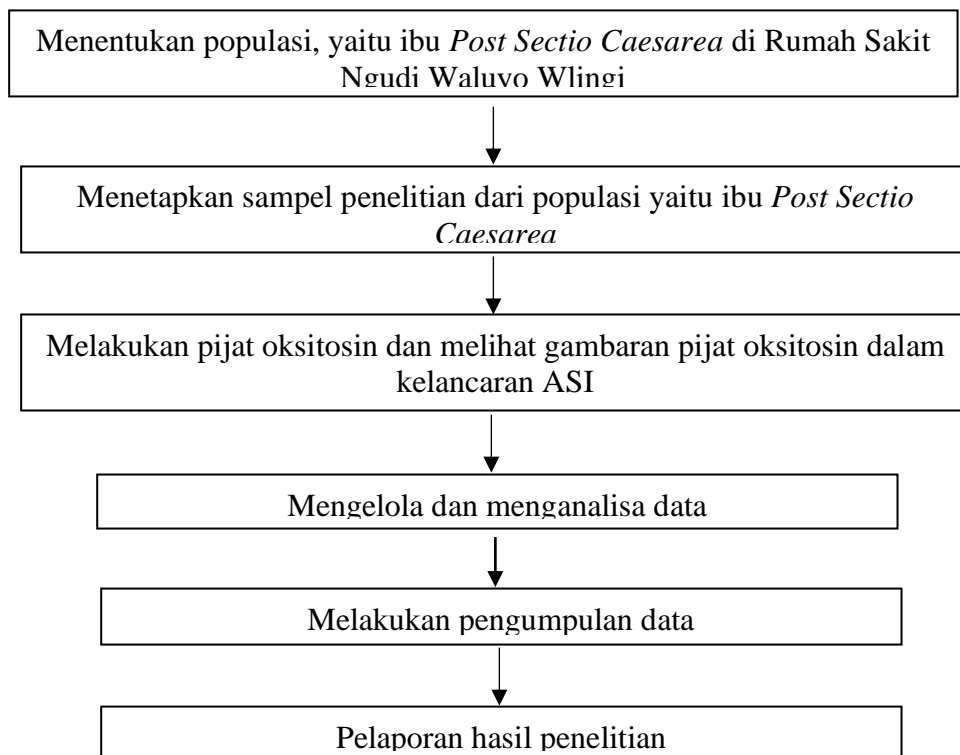 Menentukan populasi, yaitu ibu Post Sectio Caesarea di Rumah Sakit
Ngudi Waluyo Wlingi
Menetapkan sampel penelitian dari populasi yaitu ibu Post Sectio
Caesarea
Melakukan pijat oksitosin dan melihat gambaran pijat oksitosin dalam
kelancaran ASI
Mengelola dan menganalisa data
Melakukan pengumpulan data
Pelaporan hasil penelitian